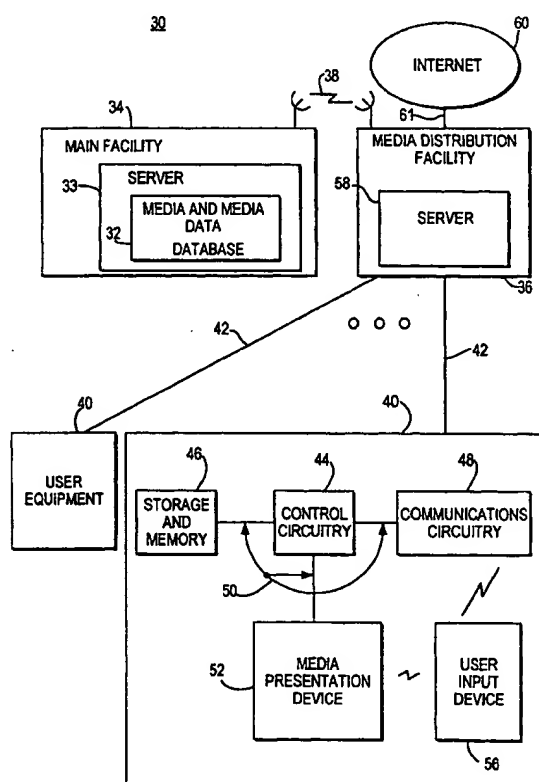 30
60
INTERNET
38
61
34
MAIN FACILITY
33
SERVER
32
MEDIA AND MEDIA
DATA
DATABASE
MEDIA DISTRIBUTION
FACILITY
58
SERVER
36
42
42
40
USER
EQUIPMENT
40
46
STORAGE
AND
MEMORY
44
CONTROL
CIRCUITRY
48
COMMUNICATIONS
CIRCUITRY
50
52
MEDIA
PRESENTATION
DEVICE
USER
INPUT
DEVICE
56